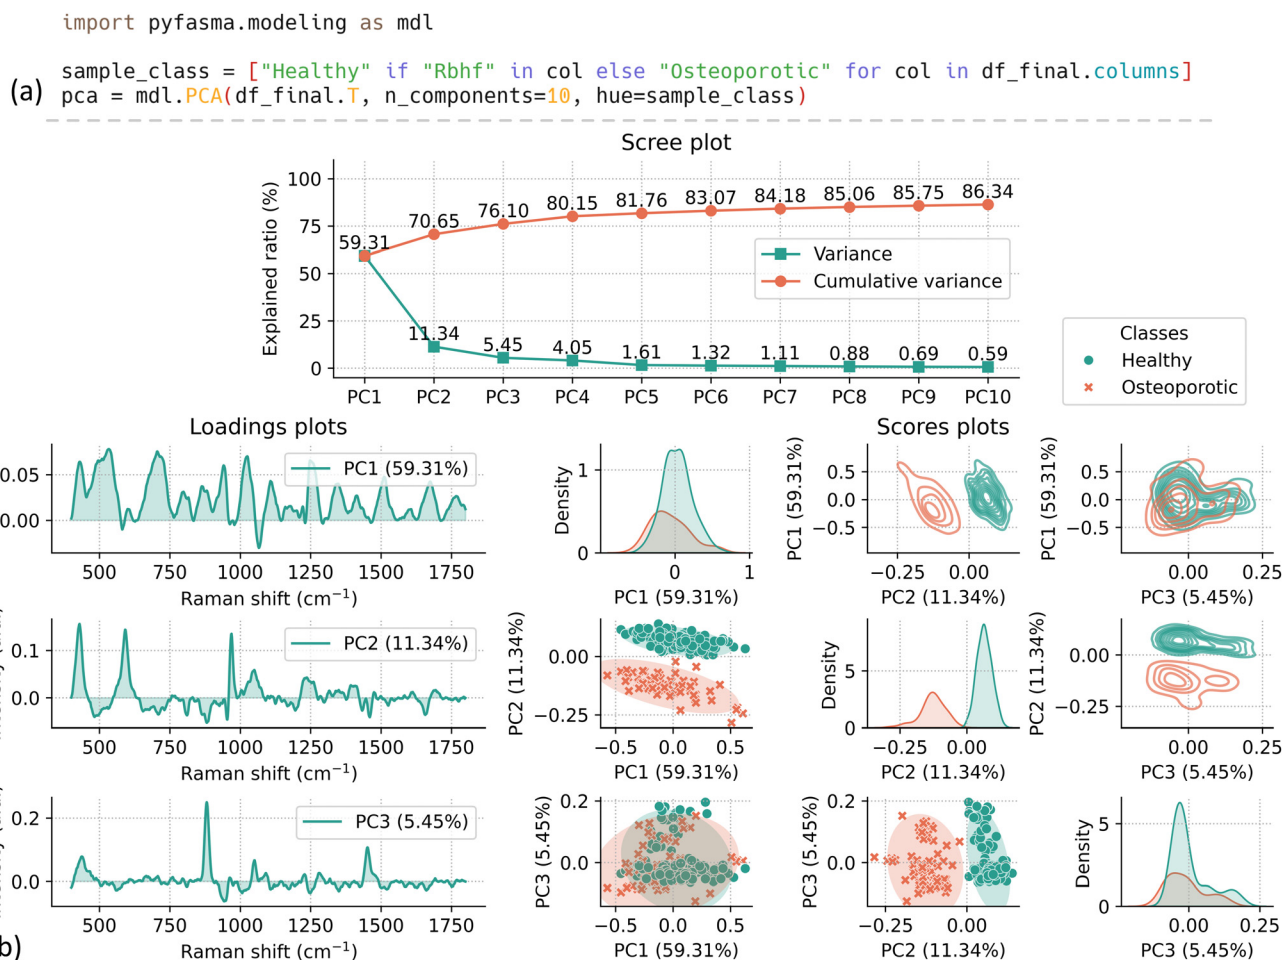 import pyfasma.modeling as mdl
sample_class = ["Healthy" if "Rbhf" in col else "Osteoporotic" for col in df_final.columns]
(a)
pca = mdl.PCA(df_final.T, n_components=10, hue=sample_class)
Scree plot
Explained ratio (%)
100
75
50
25
0
59.31
70.65
76.10
80.15
81.76
83.07
84.18
85.06
85.75
86.34
11.34
5.45
4.05
1.61
1.32
1.11
0.88
0.69
0.59
Variance
Cumulative variance
PC1
PC2
PC3
PC4
PC5
PC6
PC7
PC8
PC9
PC10
Classes
Healthy
Osteoporotic
Loadings plots
Scores plots
0.05
0.00
PC1 (59.31%)
500
750
1000
1250
1500
1750
Raman shift (cm⁻¹)
Density
1
0
0
1
PC1 (59.31%)
PC1 (59.31%)
0.5
0.0
−0.5
−0.25
0.00
PC2 (11.34%)
PC1 (59.31%)
0.5
0.0
−0.5
0.00
0.25
PC3 (5.45%)
0.1
0.0
PC2 (11.34%)
500
750
1000
1250
1500
1750
Raman shift (cm⁻¹)
PC2 (11.34%)
0.00
−0.25
−0.5
0.0
0.5
PC1 (59.31%)
Density
5
0
−0.25
0.00
PC2 (11.34%)
PC2 (11.34%)
0.00
−0.25
0.00
0.25
PC3 (5.45%)
0.2
0.0
PC3 (5.45%)
500
750
1000
1250
1500
1750
Raman shift (cm⁻¹)
PC3 (5.45%)
0.2
0.0
−0.5
0.0
0.5
PC1 (59.31%)
PC3 (5.45%)
0.2
0.0
−0.25
0.00
PC2 (11.34%)
Density
5
0
0.00
0.25
PC3 (5.45%)
b)